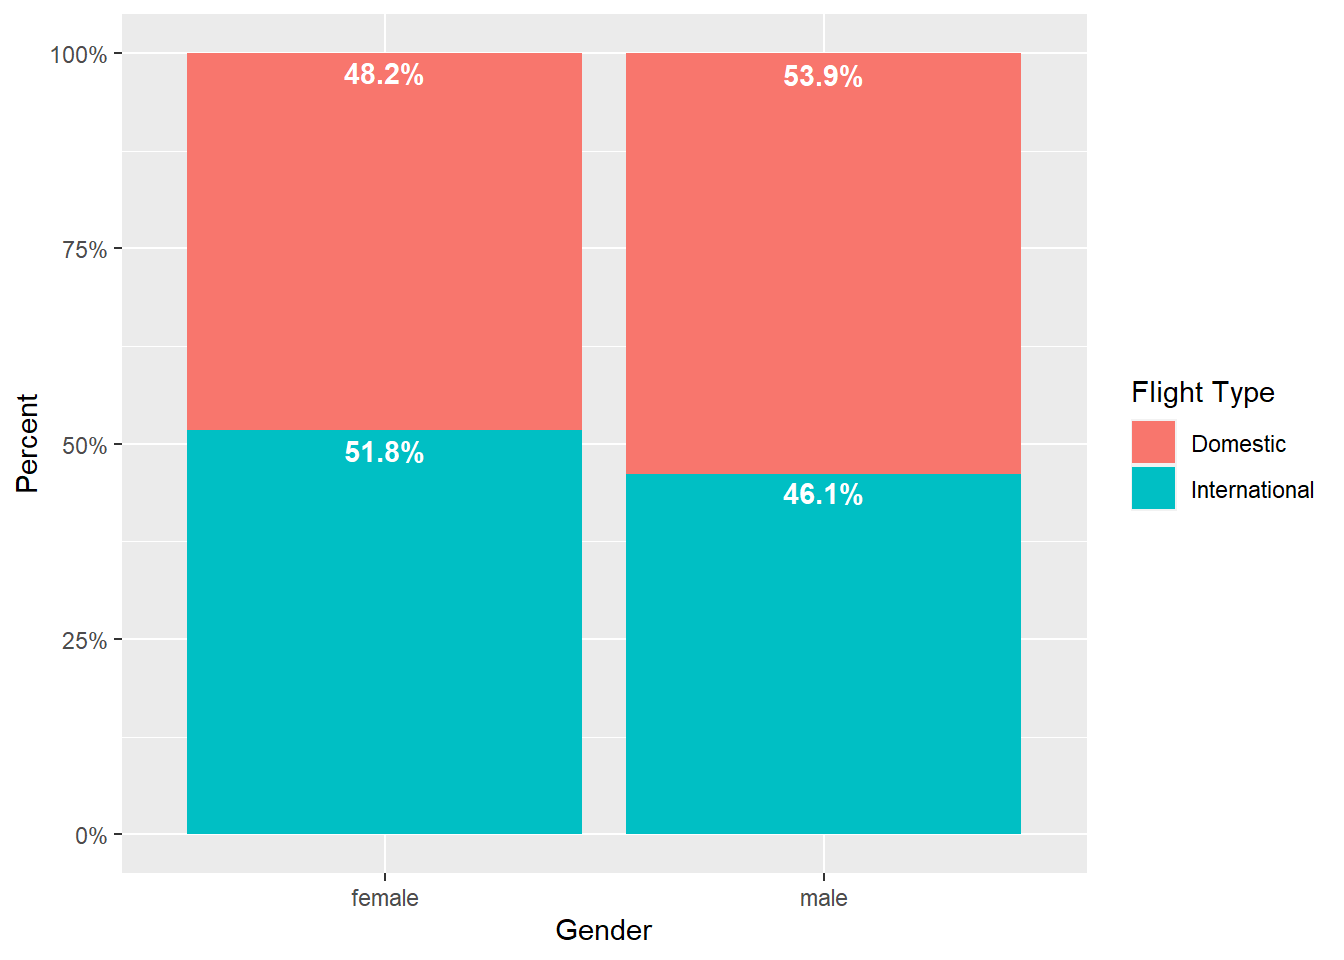 100%
75%
50%
25%
0%
Percent
48.2%
53.9%
51.8%
46.1%
female
male
Gender
Flight Type
Domestic
International